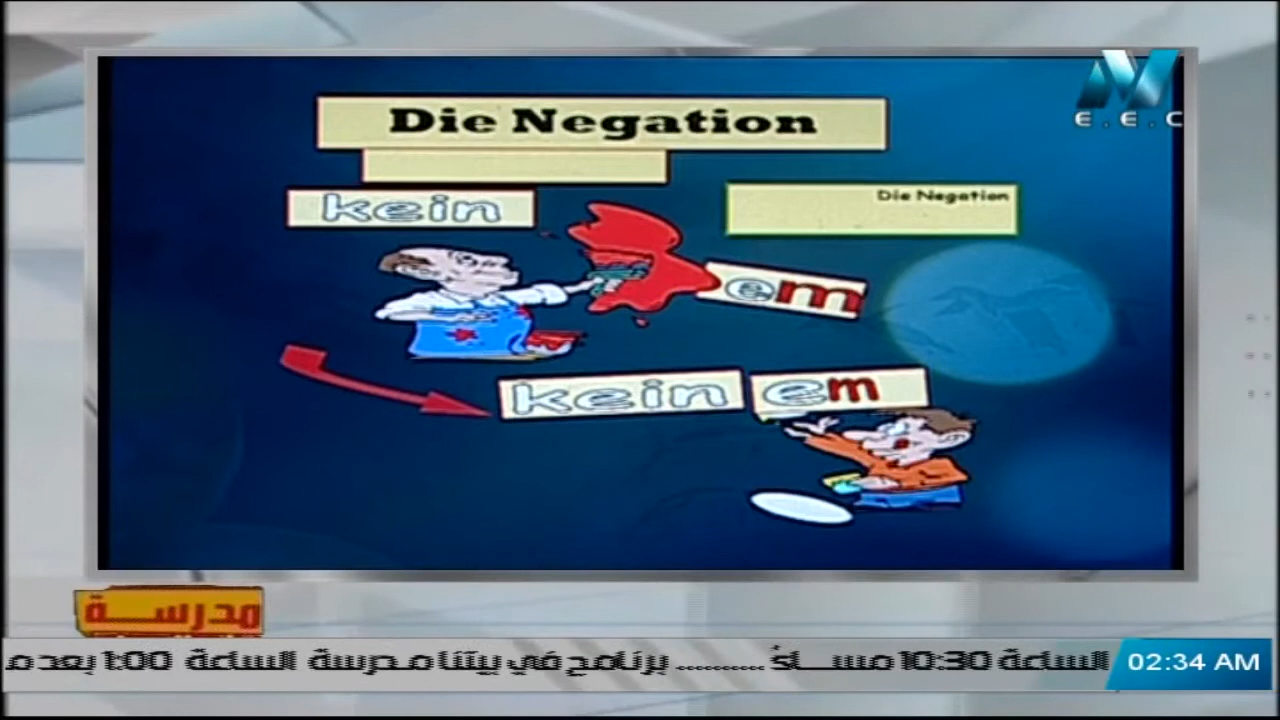 Die Negation
E.E.C
kein
Die Negation
em
kein em
مدرسة
الساعة 10:30 مساءً .......... برنامج في بيتنا مدرسة الساعة 1:00 بعد
02:34 AM